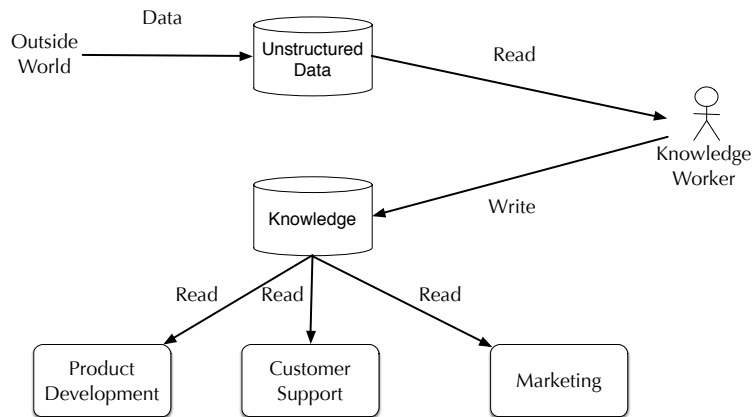 Data
Outside
World
Unstructured
Data
Read
Knowledge
Worker
Knowledge
Write
Read
Read
Read
Product
Development
Customer
Support
Marketing